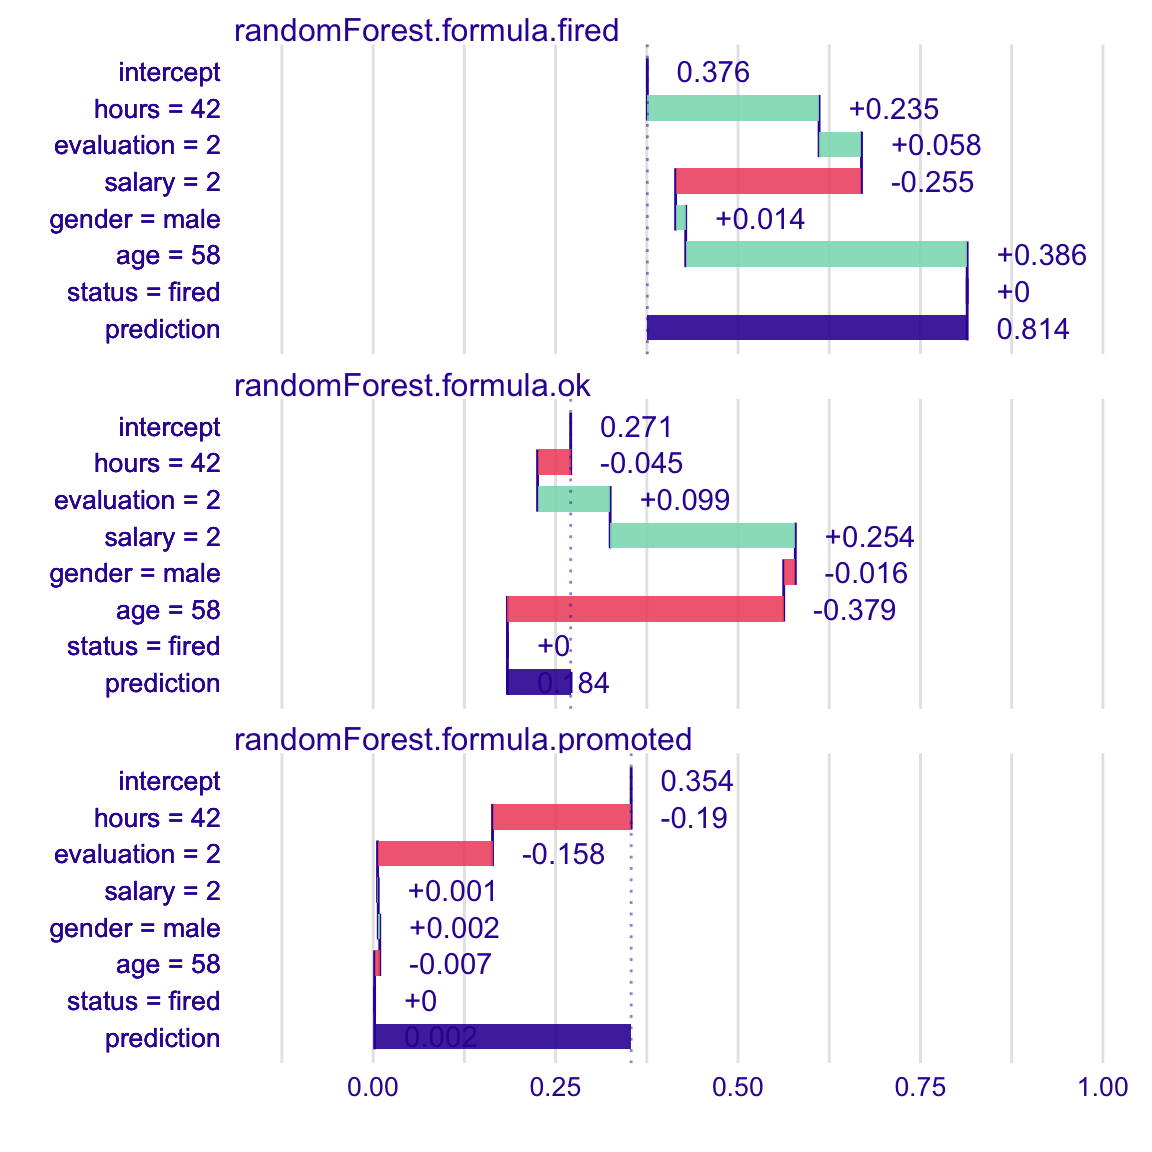 randomForest.formula.fired
intercept 0.376
hours = 42 +0.235
evaluation = 2 +0.058
salary = 2 -0.255
gender = male +0.014
age = 58 +0.386
status = fired +0
prediction 0.814
randomForest.formula.ok
intercept 0.271
hours = 42 -0.045
evaluation = 2 +0.099
salary = 2 +0.254
gender = male -0.016
age = 58 -0.379
status = fired +0
prediction 0.184
randomForest.formula.promoted
intercept 0.354
hours = 42 -0.19
evaluation = 2 -0.158
salary = 2 +0.001
gender = male +0.002
age = 58 -0.007
status = fired +0
prediction 0.002
0.00 0.25 0.50 0.75 1.00